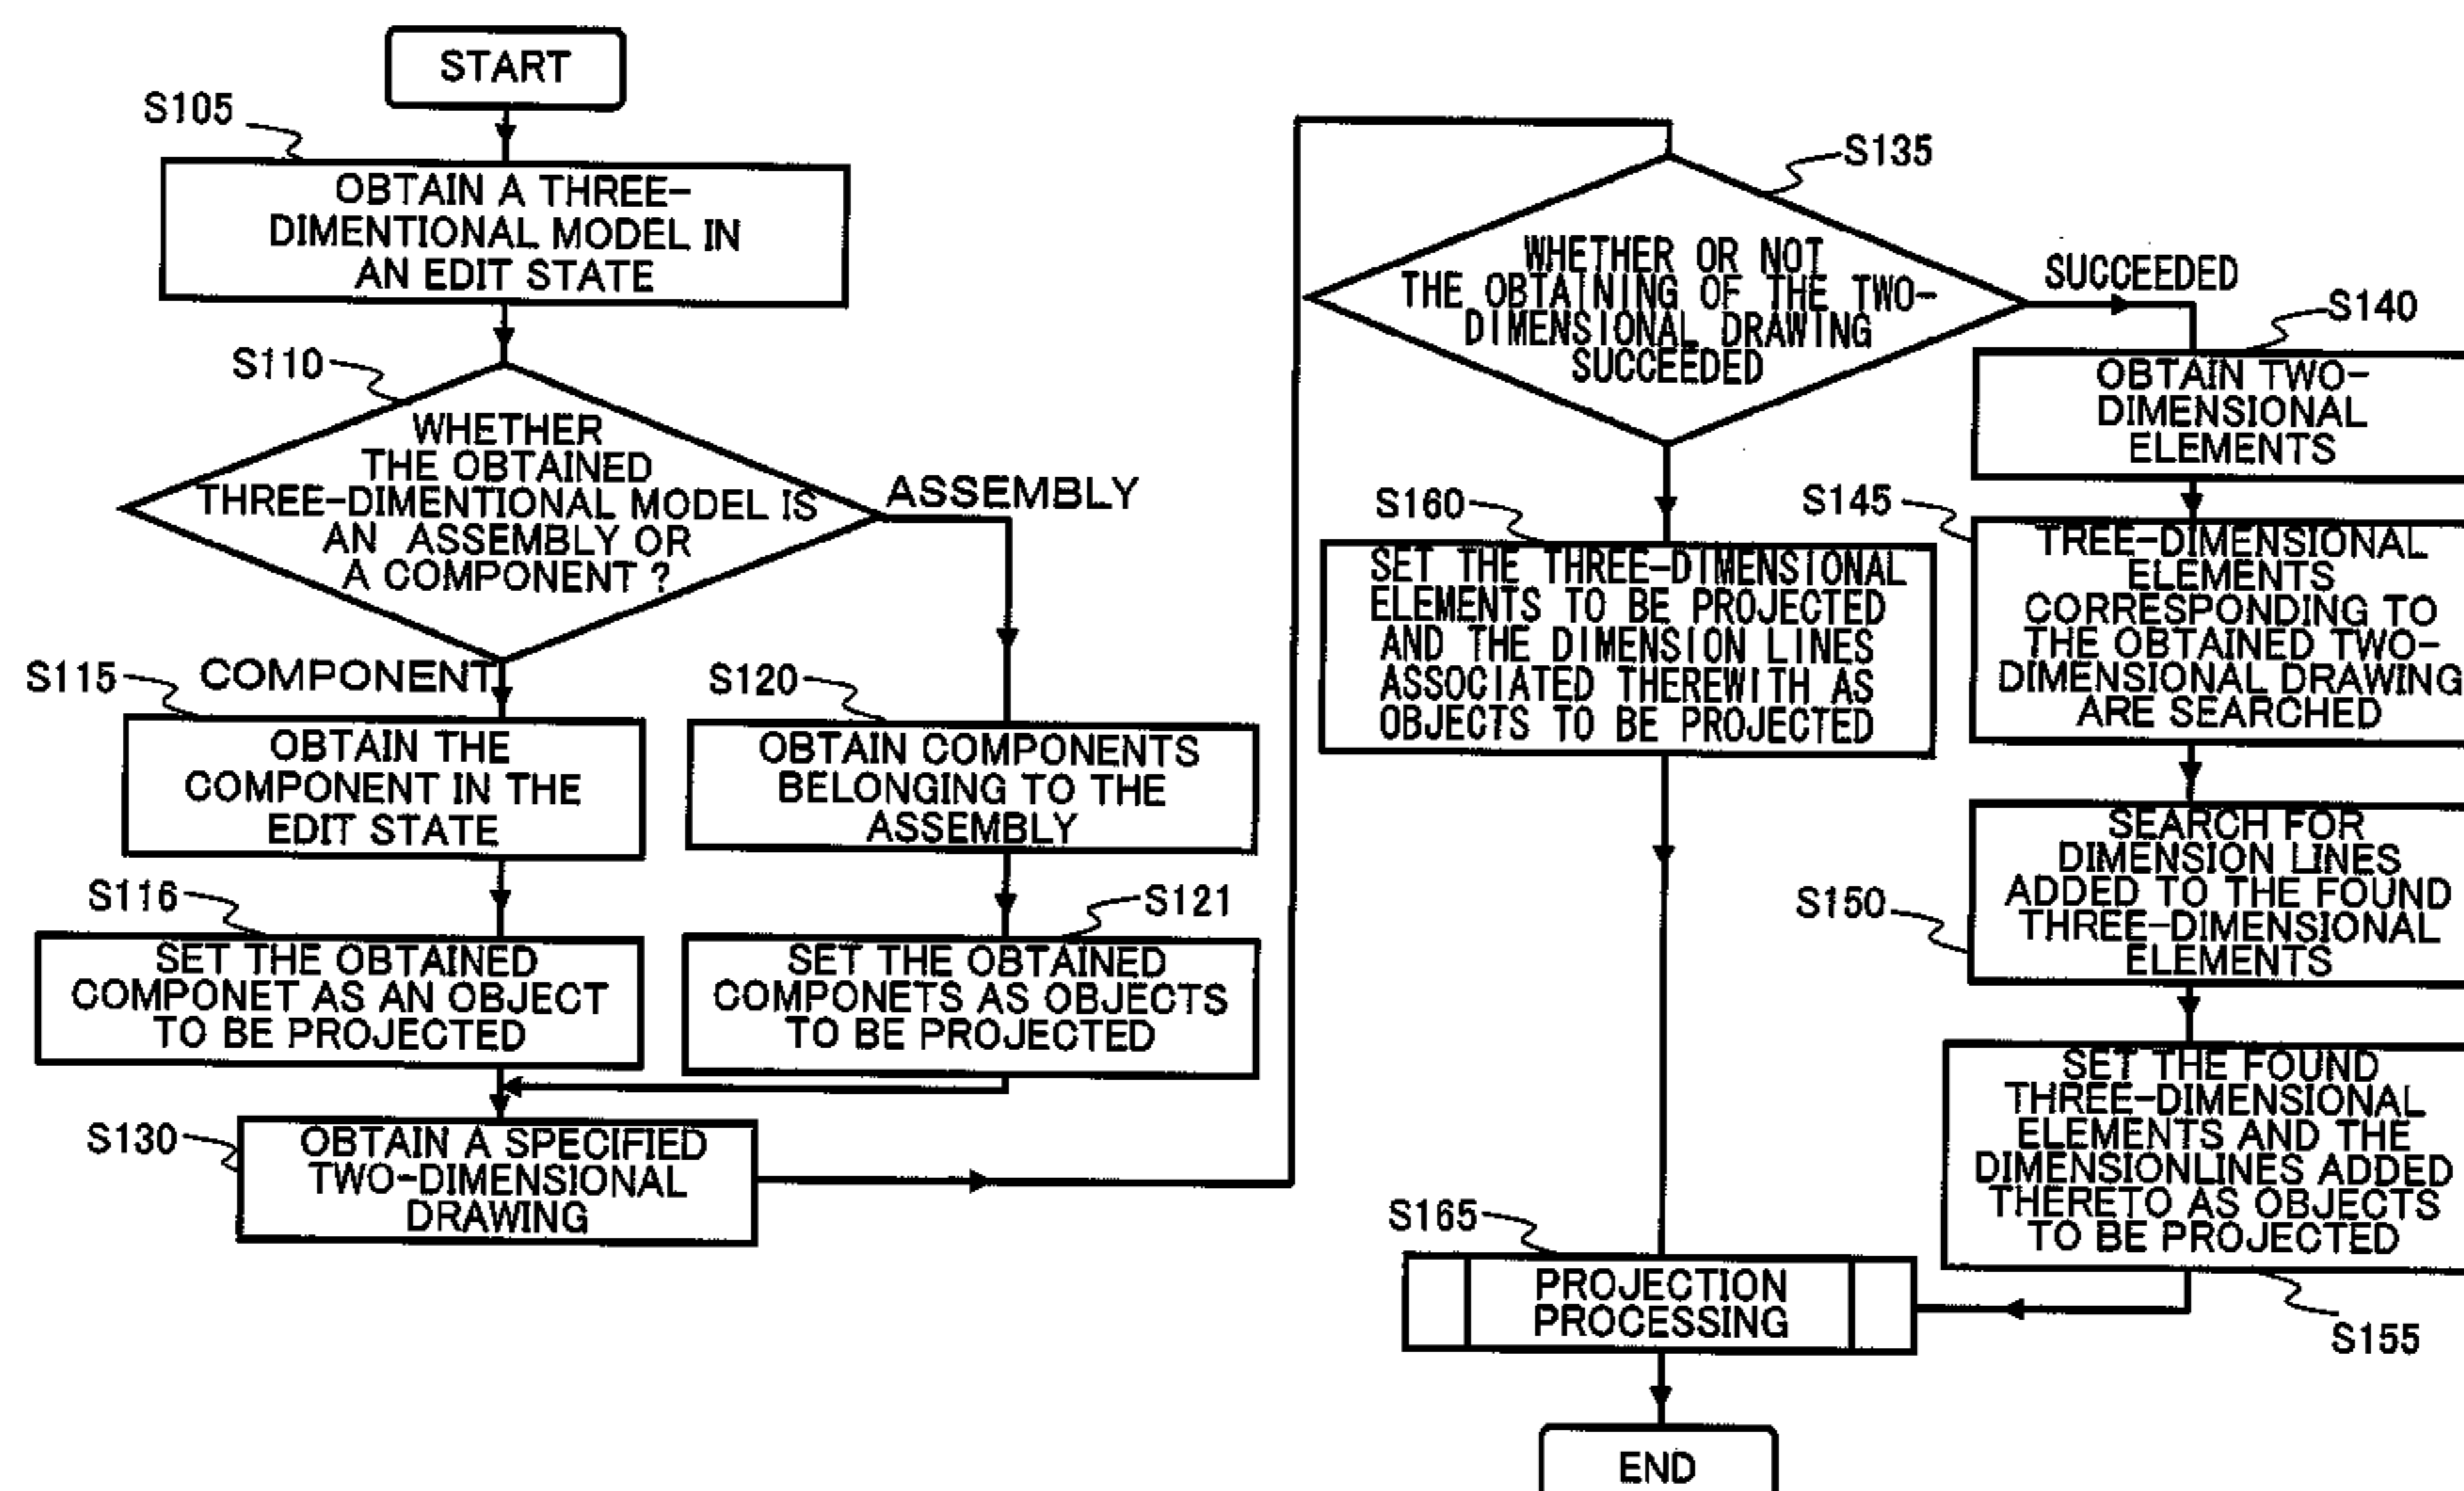 START
S105
OBTAIN A THREE-
DIMENTIONAL MODEL IN
AN EDIT STATE
S110
WHETHER
THE OBTAINED
THREE-DIMENTIONAL MODEL IS
AN ASSEMBLY OR
A COMPONENT ?
ASSEMBLY
COMPONENT
S115
OBTAIN THE
COMPONENT IN THE
EDIT STATE
S120
OBTAIN COMPONENTS
BELONGING TO THE
ASSEMBLY
S116
SET THE OBTAINED
COMPONET AS AN OBJECT
TO BE PROJECTED
S121
SET THE OBTAINED
COMPONETS AS OBJECTS
TO BE PROJECTED
S130
OBTAIN A SPECIFIED
TWO-DIMENSIONAL
DRAWING
S135
WHETHER OR NOT
THE OBTAINING OF THE TWO-
DIMENSIONAL DRAWING
SUCCEEDED
SUCCEEDED
S140
OBTAIN TWO-
DIMENSIONAL
ELEMENTS
S160
SET THE THREE-DIMENSIONAL
ELEMENTS TO BE PROJECTED
AND THE DIMENSION LINES
ASSOCIATED THEREWITH AS
OBJECTS TO BE PROJECTED
S145
TREE-DIMENSIONAL
ELEMENTS
CORRESPONDING TO
THE OBTAINED TWO-
DIMENSIONAL DRAWING
ARE SEARCHED
S150
SEARCH FOR
DIMENSION LINES
ADDED TO THE FOUND
THREE-DIMENSIONAL
ELEMENTS
SET THE FOUND
THREE-DIMENSIONAL
ELEMENTS AND THE
DIMENSIONLINES ADDED
THERETO AS OBJECTS
TO BE PROJECTED
S155
S165
PROJECTION
PROCESSING
END